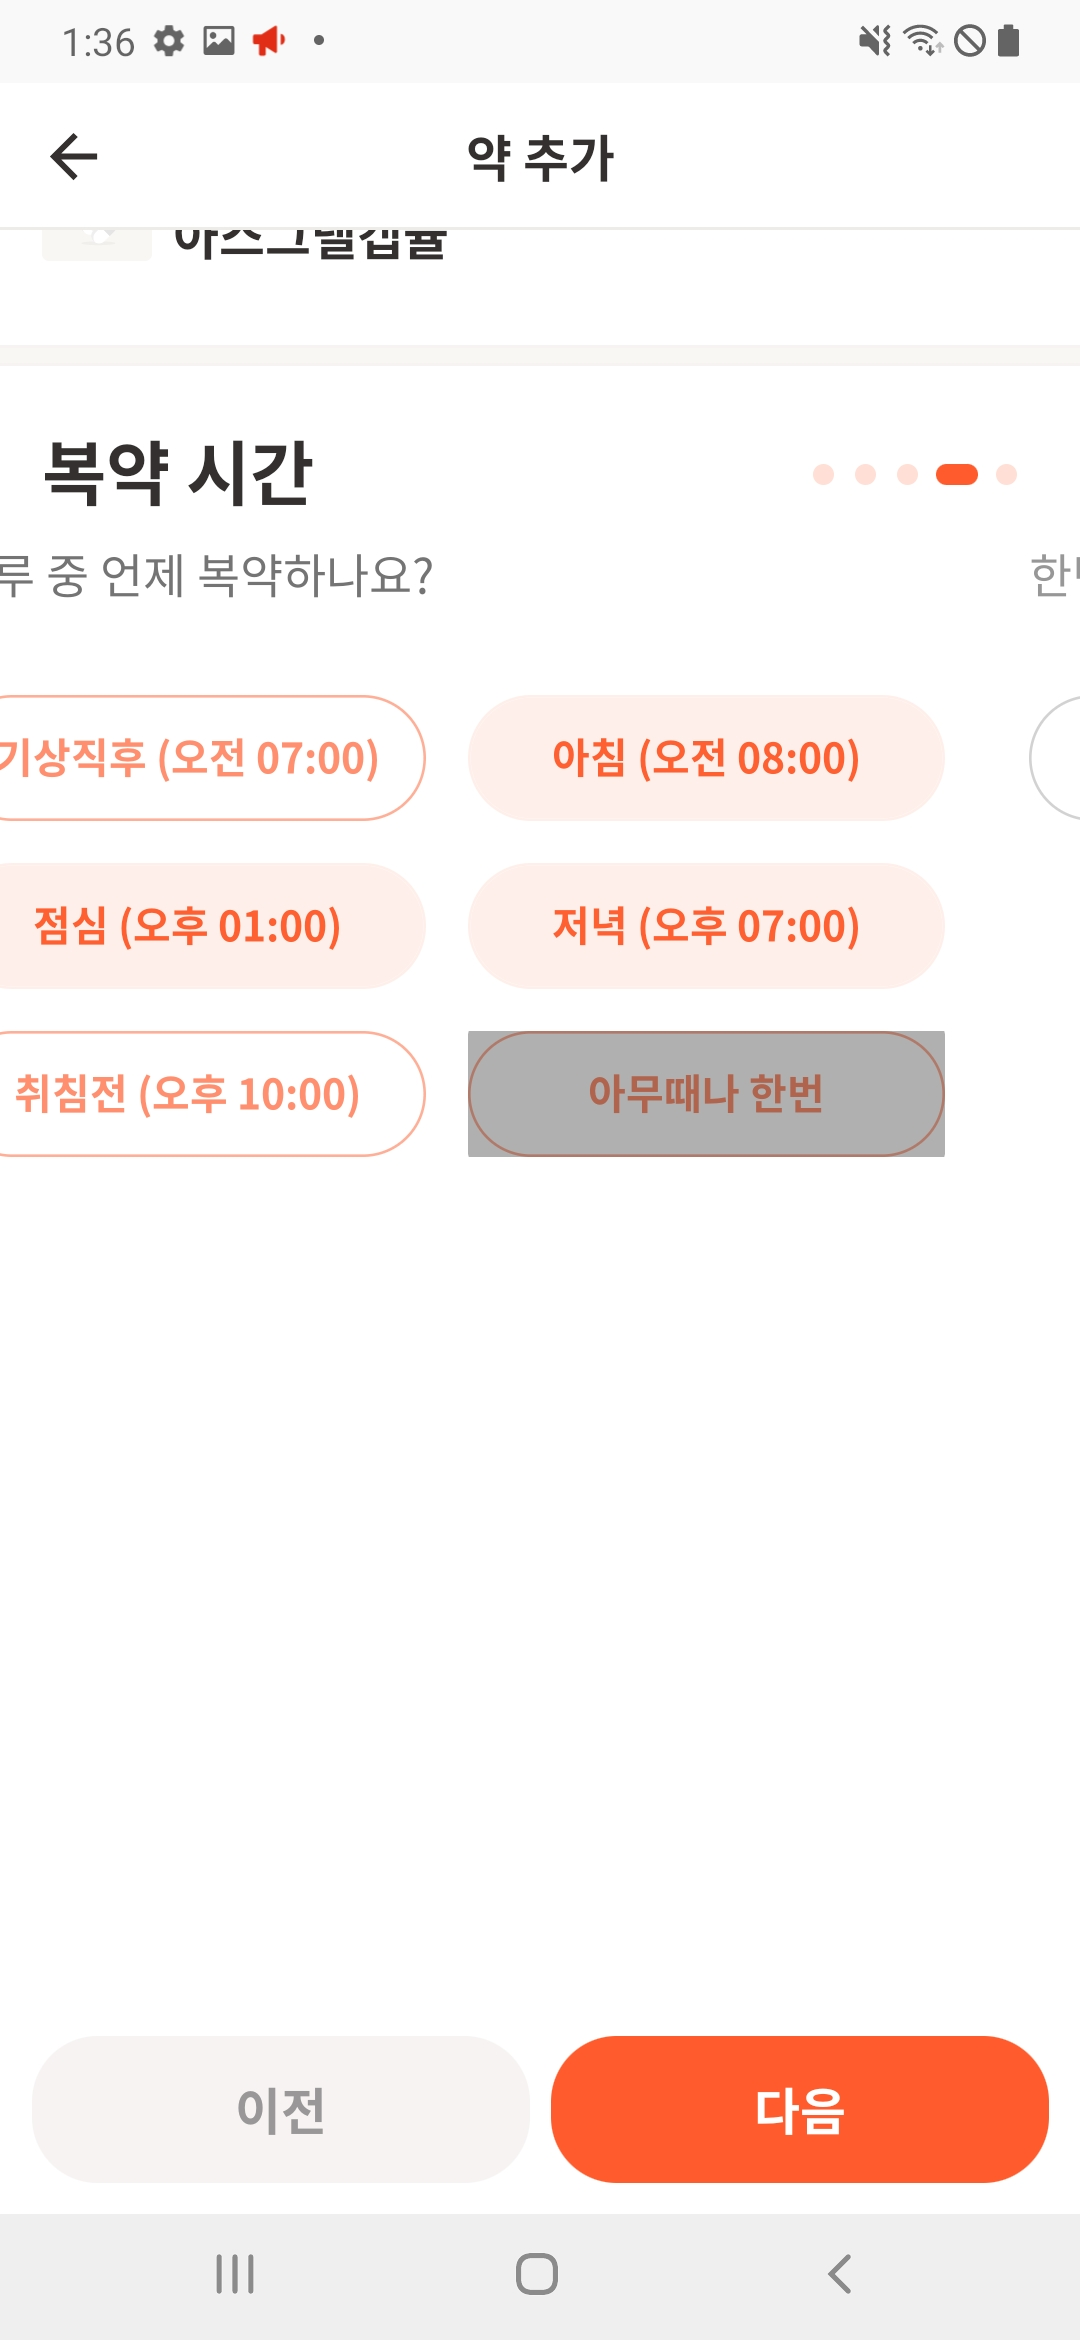 1:36
약 추가
복약 시간
루 중 언제 복약하나요?
기상직후 (오전 07:00)
아침 (오전 08:00)
점심 (오후 01:00)
저녁 (오후 07:00)
취침전 (오후 10:00)
아무때나 한번
이전
다음